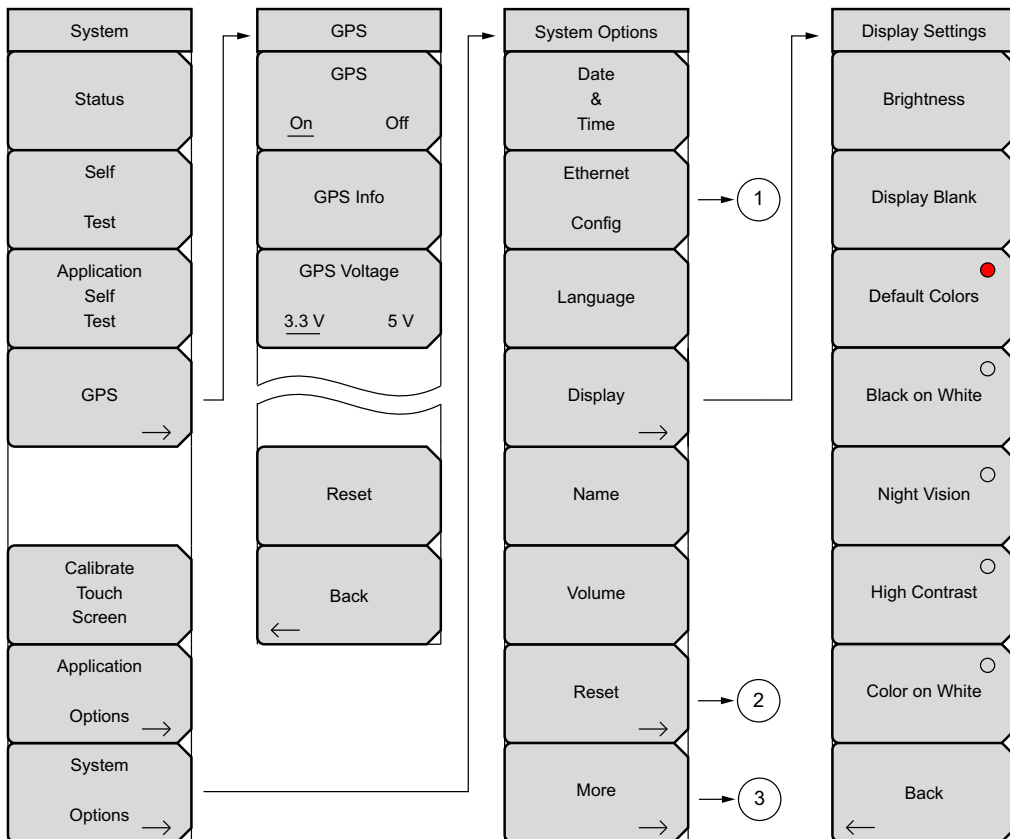 System
Status
Self
Test
Application
Self
Test
GPS
Calibrate
Touch
Screen
Application
Options
System
Options
GPS
GPS
On Off
GPS Info
GPS Voltage
3.3 V 5 V
Reset
Back
System Options
Date
&
Time
Ethernet
Config
1
Language
Display
Name
Volume
Reset
2
More
3
Display Settings
Brightness
Display Blank
Default Colors
Black on White
Night Vision
High Contrast
Color on White
Back